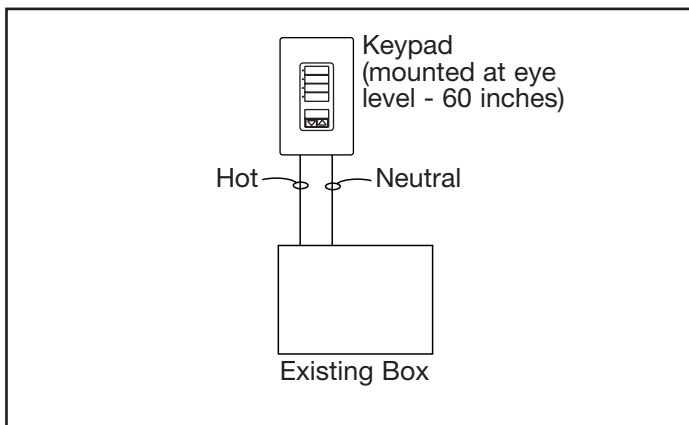 Keypad
(mounted at eye
level - 60 inches)
Hot
Neutral
Existing Box